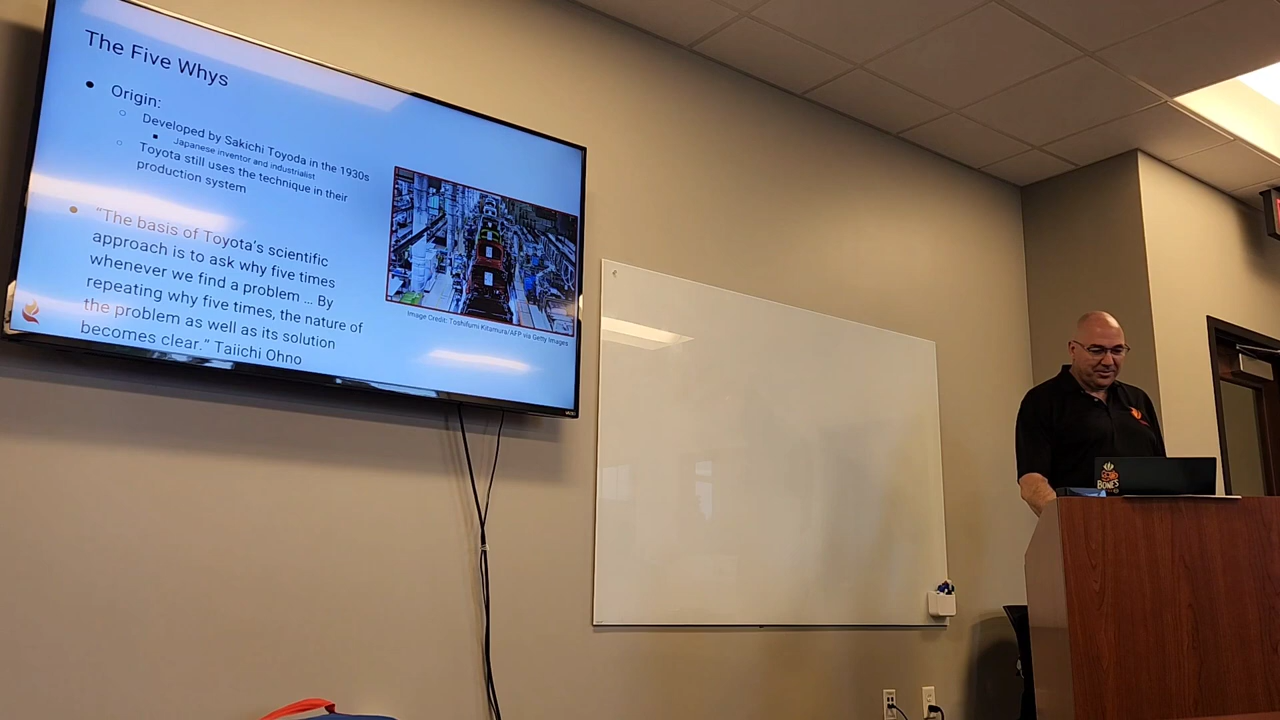 The Five Whys
Origin:
Developed by Sakichi Toyoda in the 1930s
Japanese inventor and industrialist
Toyota still uses the technique in their
production system
“The basis of Toyota’s scientific
approach is to ask why five times
whenever we find a problem ... By
repeating why five times, the nature of
the problem as well as its solution
becomes clear.” Taiichi Ohno
Image Credit: Toshifumi Kitamura/AFP via Getty Images
VIZIO
BONES